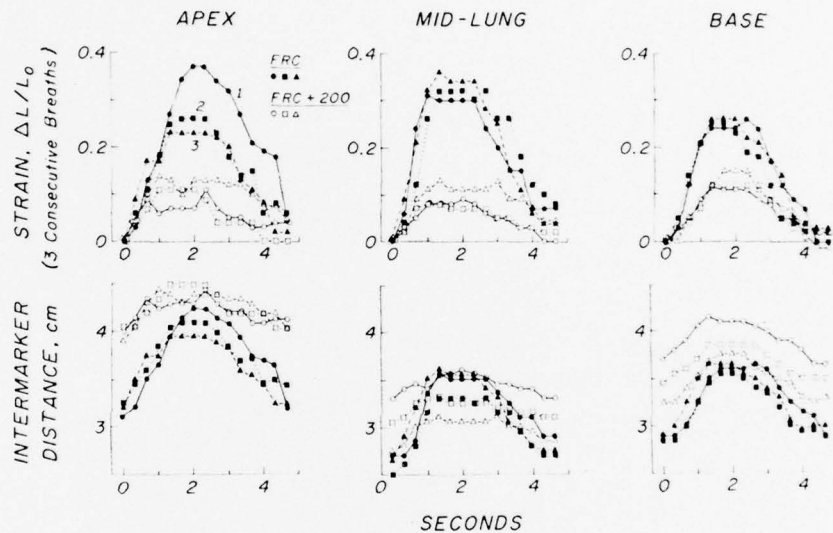 APEX
MID-LUNG
BASE
STRAIN, ΔL/L₀
(3 Consecutive Breaths)
0.4
0.2
0
FRC
FRC + 200
1
2
3
0 2 4
0.4
0.2
0
0 2 4
0.4
0.2
0
0 2 4
INTERMARKER
DISTANCE, cm
4
3
0 2 4
4
3
0 2 4
4
3
0 2 4
SECONDS